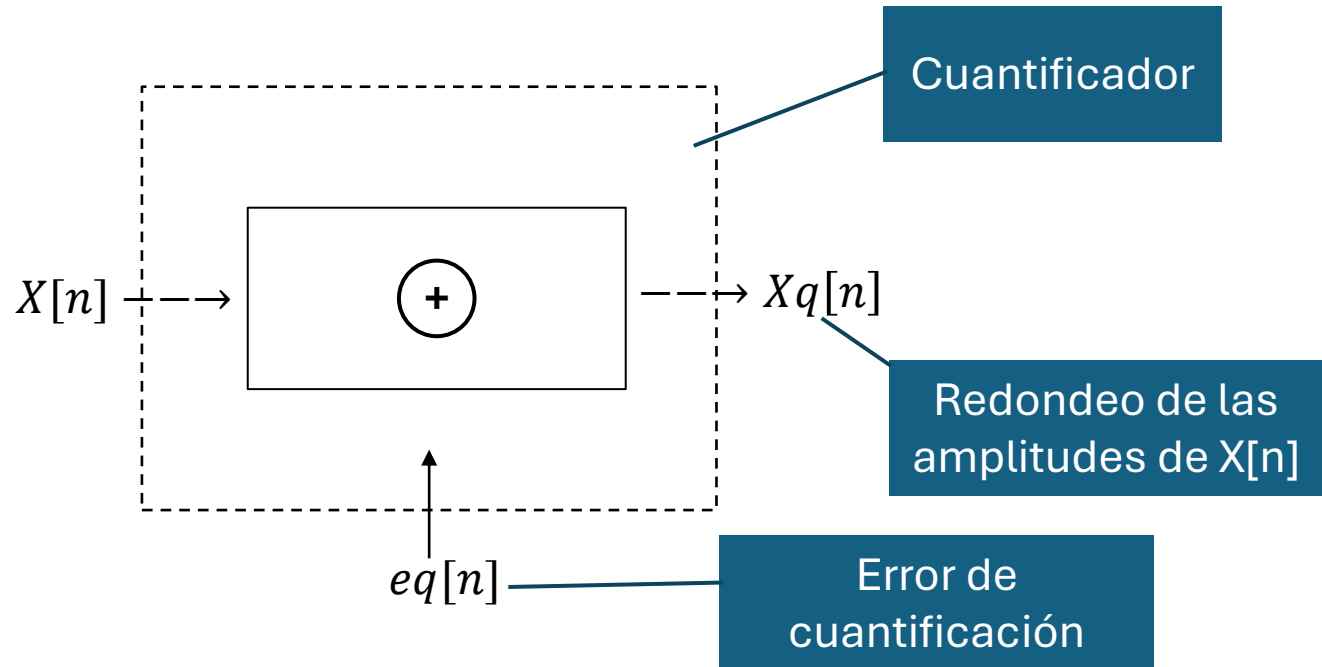 Cuantificador
X[n]
+
Xq[n]
Redondeo de las
amplitudes de X[n]
eq[n]
Error de
cuantificación